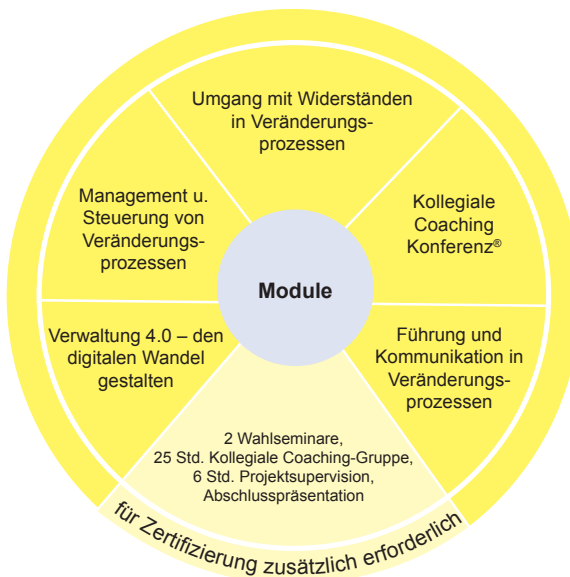 Umgang mit Widerständen
in Veränderungs-
prozessen
Management u.
Steuerung von
Veränderungs-
prozessen
Kollegiale
Coaching
Konferenz®
Module
Verwaltung 4.0 – den
digitalen Wandel
gestalten
Führung und
Kommunikation in
Veränderungs-
prozessen
2 Wahlseminare,
25 Std. Kollegiale Coaching-Gruppe,
6 Std. Projektsupervision,
Abschlusspräsentation
für Zertifizierung zusätzlich erforderlich